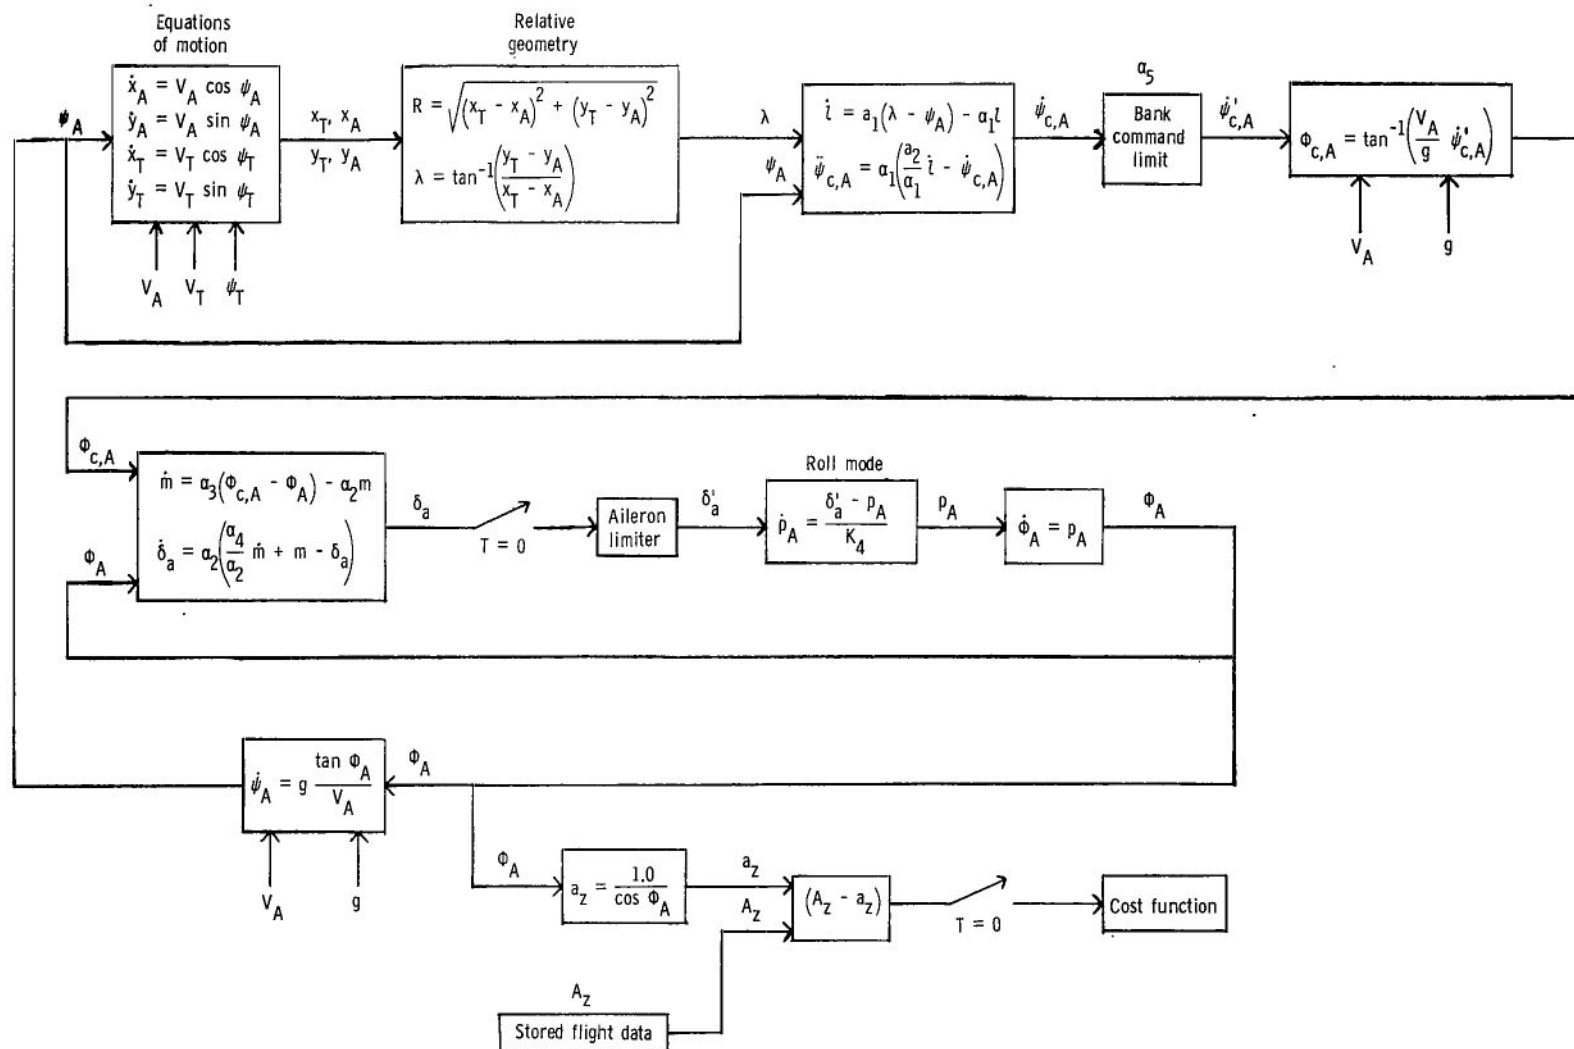 Equations
of motion
ẋ_A = V_A cos ψ_A
ẏ_A = V_A sin ψ_A
ẋ_T = V_T cos ψ_T
ẏ_T = V_T sin ψ_T
ψ_A
V_A V_T ψ_T
x_T, x_A
y_T, y_A
Relative
geometry
R = √((x_T - x_A)² + (y_T - y_A)²)
λ = tan⁻¹((y_T - y_A)/(x_T - x_A))
λ
ψ_A
l̇ = a_1(λ - ψ_A) - α_1 l
ψ̈_c,A = α_1((a_2/α_1) l̇ - ψ̇_c,A)
ψ̇_c,A
α_5
Bank
command
limit
ψ̇'_c,A
Φ_c,A = tan⁻¹((V_A/g) ψ̇'_c,A)
V_A g
Φ_c,A
Φ_A
ṁ = α_3(Φ_c,A - Φ_A) - α_2 m
δ̇_a = α_2((α_4/α_2) ṁ + m - δ_a)
δ_a
T = 0
Aileron
limiter
δ'_a
Roll mode
ṗ_A = (δ'_a - p_A)/K_4
p_A
Φ̇_A = p_A
Φ_A
ψ̇_A = g (tan Φ_A)/V_A
Φ_A
V_A g
Φ_A
a_z = 1.0/(cos Φ_A)
a_z
A_z
(A_z - a_z)
T = 0
Cost function
A_z
Stored flight data